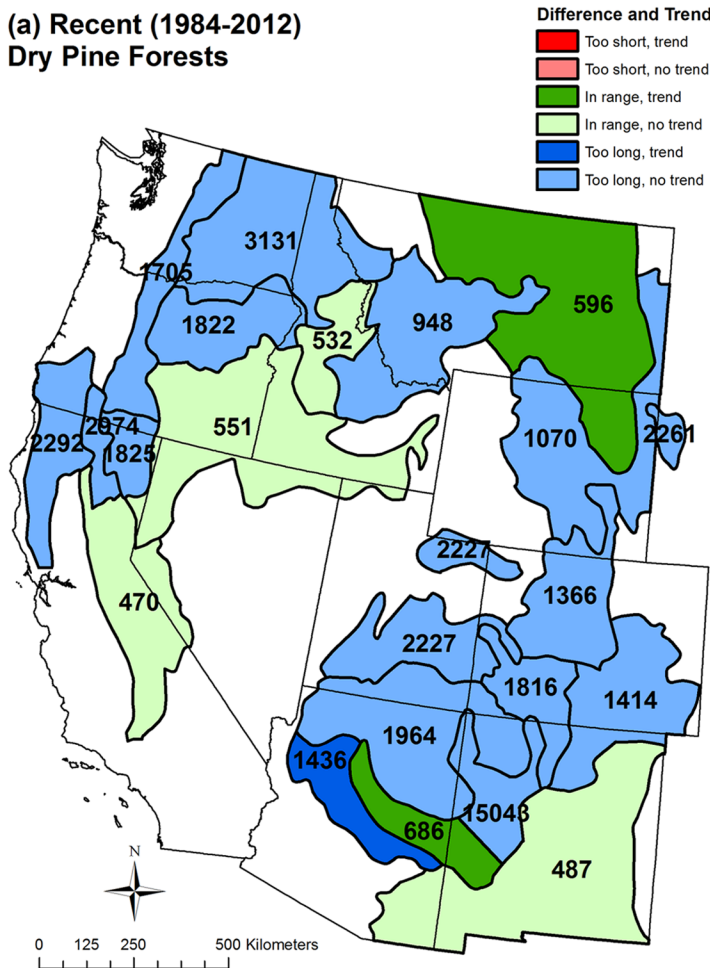 (a) Recent (1984-2012)
Dry Pine Forests
Difference and Trend
Too short, trend
Too short, no trend
In range, trend
In range, no trend
Too long, trend
Too long, no trend
3131
1705
596
1822
948
532
551
2974
2292
1825
1070
2261
2227
1366
470
2227
1816
1414
1964
1436
15043
686
487
N
0 125 250 500 Kilometers